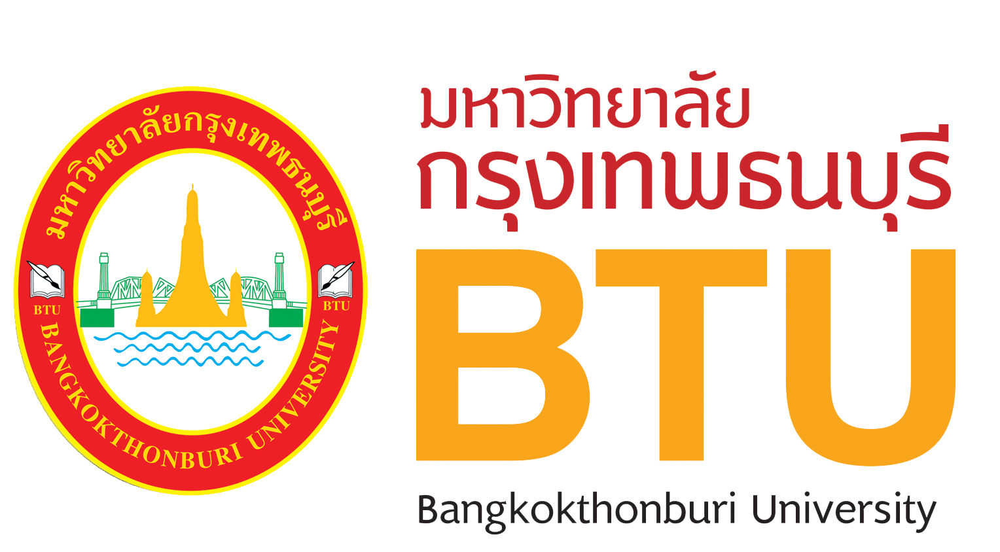 มหาวิทยาลัยกรุงเทพธนบุรี
BTU
BTU
BANGKOKTHONBURI UNIVERSITY
มหาวิทยาลัย
กรุงเทพธนบุรี
BTU
Bangkokthonburi University